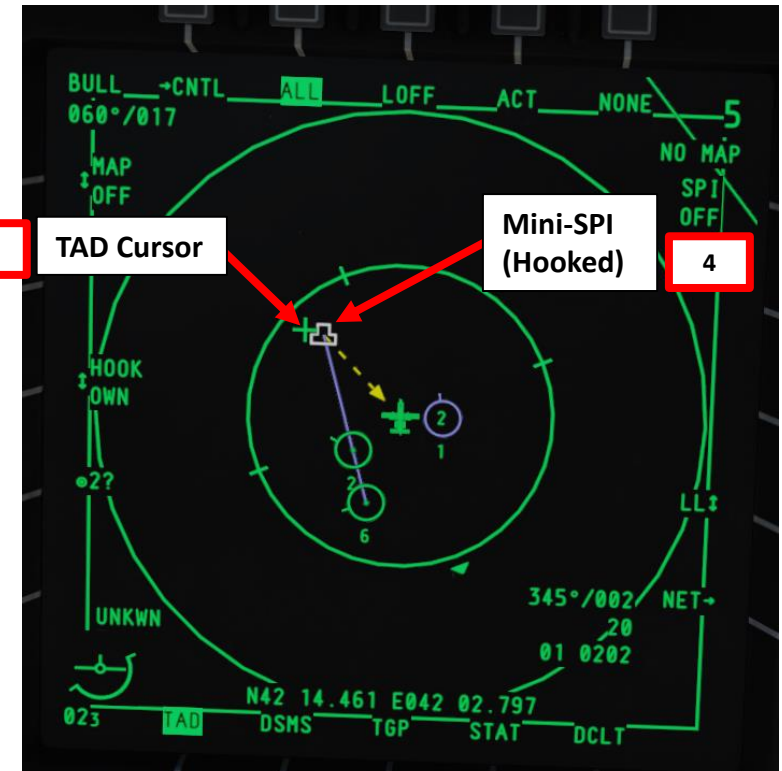 BULL →CNTL ALL LOFF ACT NONE 5
060°/017
NO MAP
MAP
OFF
SPI
OFF
TAD Cursor
Mini-SPI
(Hooked)
4
HOOK
OWN
2
1
2
6
2?
LL
345°/002 NET→
20
01 0202
UNKWN
N42 14.461 E042 02.797
023 TAD DSMS TGP STAT DCLT